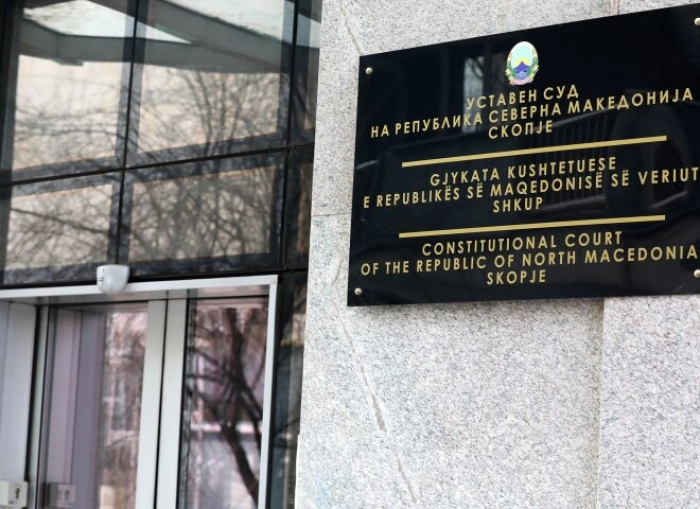 УСТАВЕН СУД
НА РЕПУБЛИКА СЕВЕРНА МАКЕДОНИЈА
СКОПЈЕ
GJYKATA KUSHTETUESE
E REPUBLIKËS SË MAQEDONISË SË VERIUT
SHKUP
CONSTITUTIONAL COURT
OF THE REPUBLIC OF NORTH MACEDONIA
SKOPJE